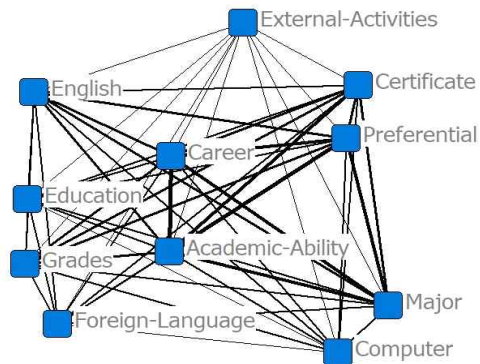 External-Activities
English
Certificate
Preferential
Career
Education
Academic-Ability
Grades
Major
Foreign-Language
Computer